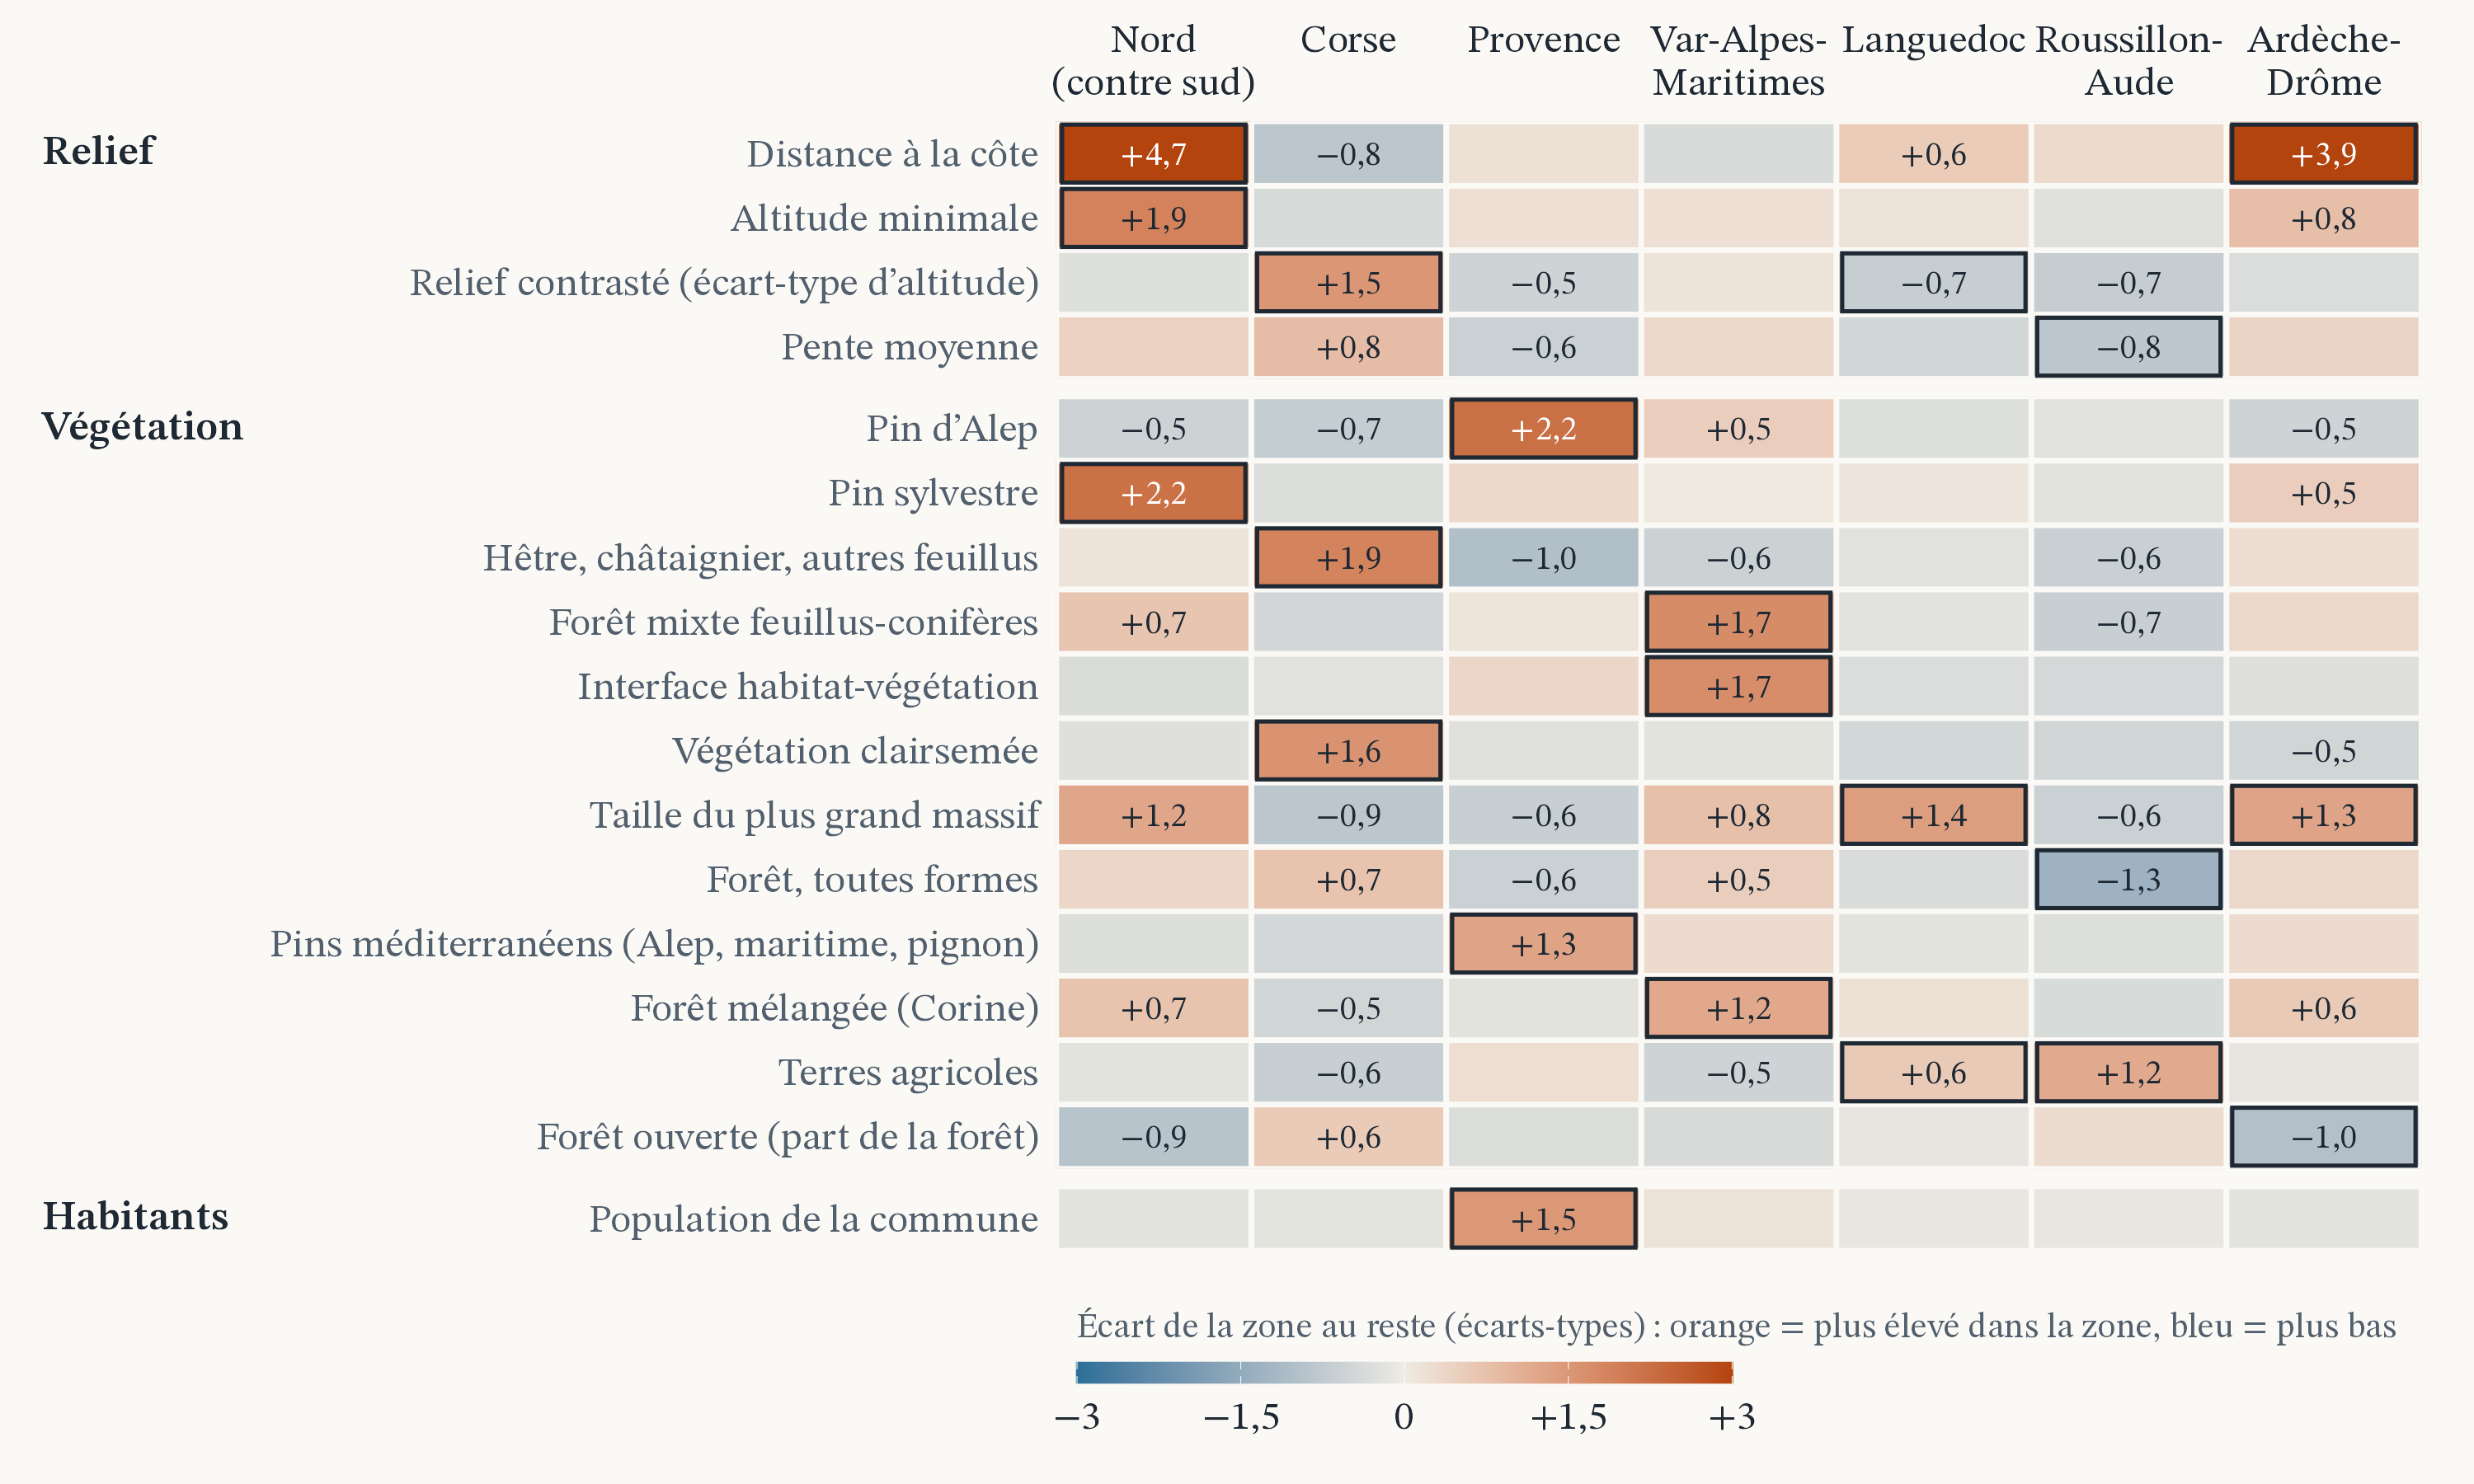 Nord Corse Provence Var-Alpes- Languedoc Roussillon- Ardèche-
(contre sud) Maritimes Aude Drôme
Relief Distance à la côte +4,7 −0,8 +0,6 +3,9
Altitude minimale +1,9 +0,8
Relief contrasté (écart-type d’altitude) +1,5 −0,5 −0,7 −0,7
Pente moyenne +0,8 −0,6 −0,8
Végétation Pin d’Alep −0,5 −0,7 +2,2 +0,5 −0,5
Pin sylvestre +2,2 +0,5
Hêtre, châtaignier, autres feuillus +1,9 −1,0 −0,6 −0,6
Forêt mixte feuillus-conifères +0,7 +1,7 −0,7
Interface habitat-végétation +1,7
Végétation clairsemée +1,6 −0,5
Taille du plus grand massif +1,2 −0,9 −0,6 +0,8 +1,4 −0,6 +1,3
Forêt, toutes formes +0,7 −0,6 +0,5 −1,3
Pins méditerranéens (Alep, maritime, pignon) +1,3
Forêt mélangée (Corine) +0,7 −0,5 +1,2 +0,6
Terres agricoles −0,6 −0,5 +0,6 +1,2
Forêt ouverte (part de la forêt) −0,9 +0,6 −1,0
Habitants Population de la commune +1,5
Écart de la zone au reste (écarts-types) : orange = plus élevé dans la zone, bleu = plus bas
−3 −1,5 0 +1,5 +3